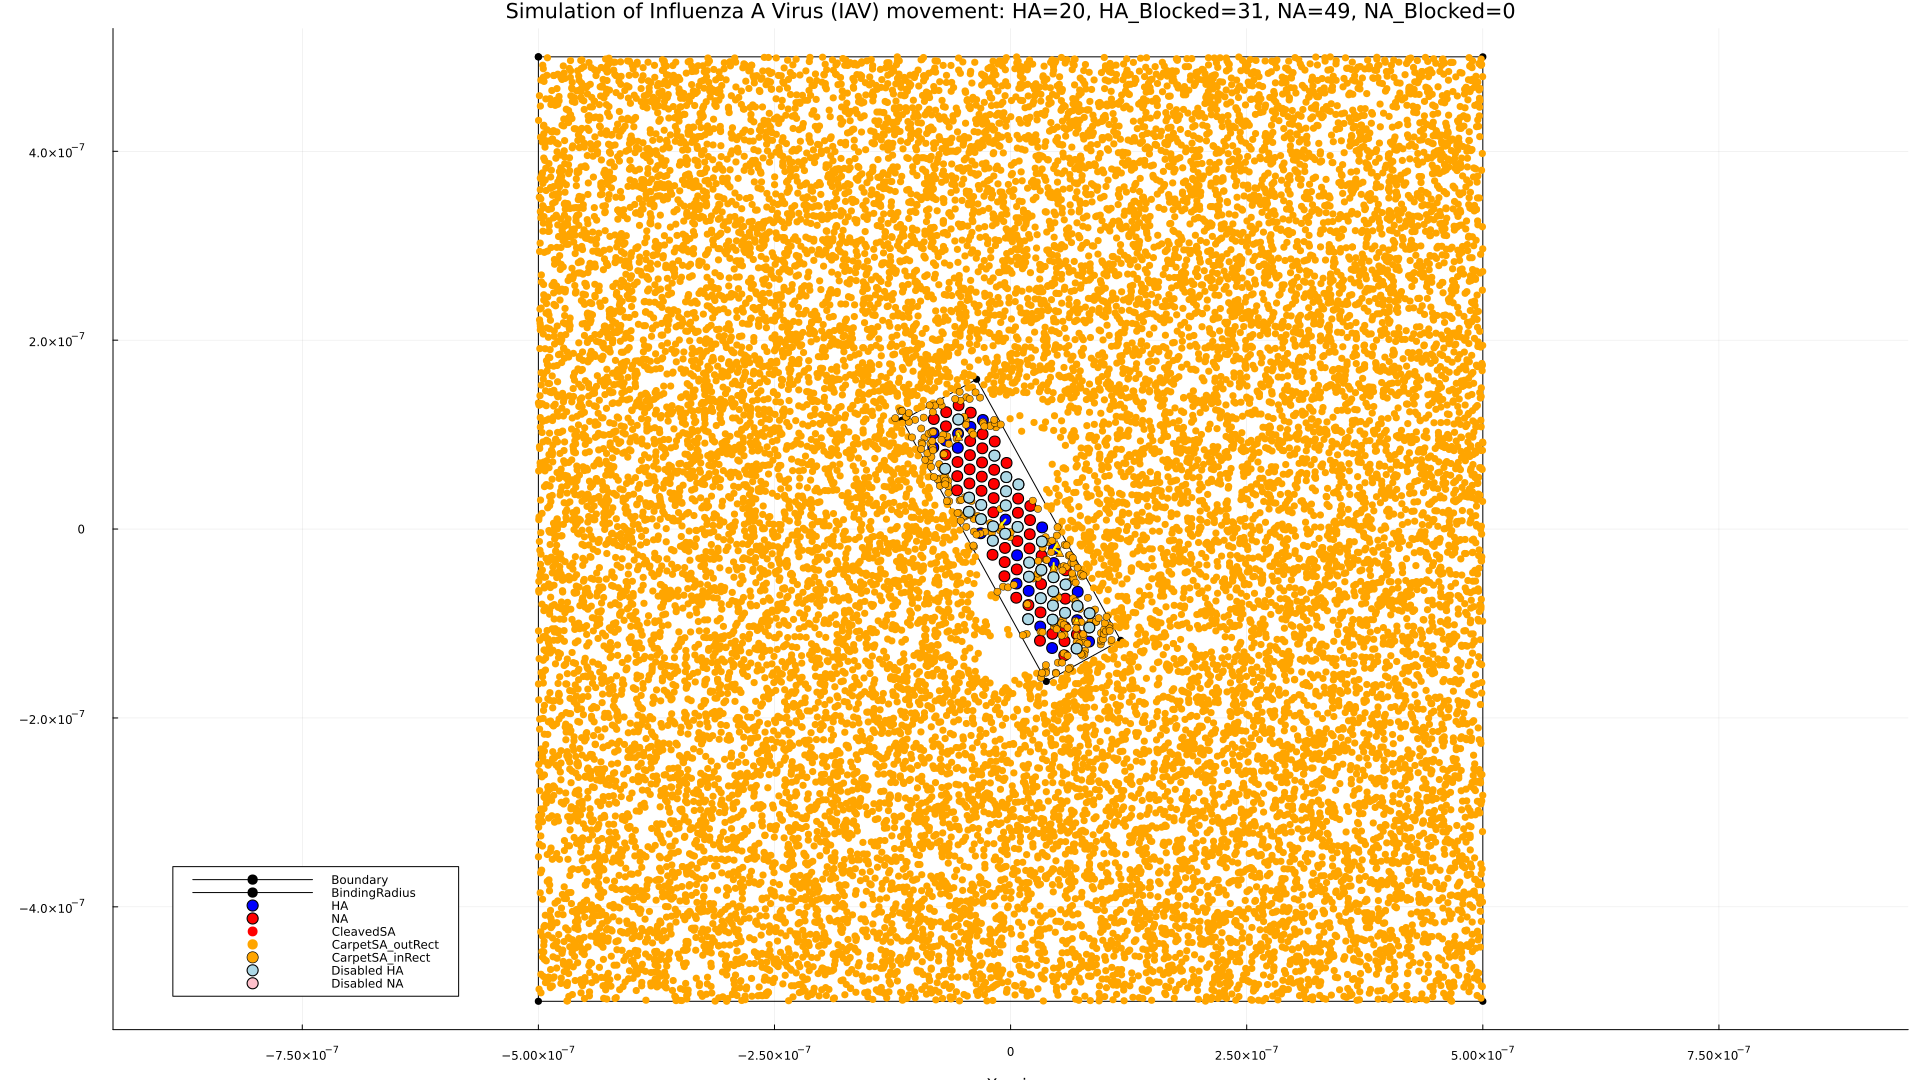 Simulation of Influenza A Virus (IAV) movement: HA=20, HA_Blocked=31, NA=49, NA_Blocked=0
4.0×10⁻⁷
2.0×10⁻⁷
0
−2.0×10⁻⁷
−4.0×10⁻⁷
Boundary
BindingRadius
HA
NA
CleavedSA
CarpetSA_outRect
CarpetSA_inRect
Disabled HA
Disabled NA
−7.50×10⁻⁷ −5.00×10⁻⁷ −2.50×10⁻⁷ 0 2.50×10⁻⁷ 5.00×10⁻⁷ 7.50×10⁻⁷